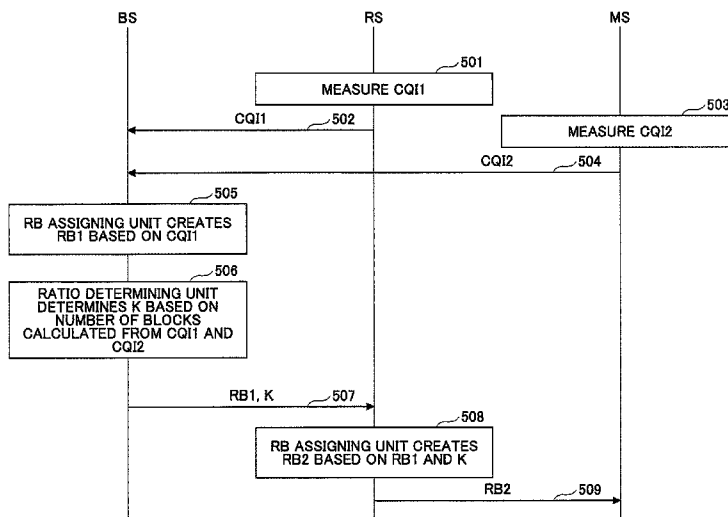 BS
RS
MS
501
MEASURE CQI1
CQI1
502
503
MEASURE CQI2
CQI2
504
505
RB ASSIGNING UNIT CREATES
RB1 BASED ON CQI1
506
RATIO DETERMINING UNIT
DETERMINES K BASED ON
NUMBER OF BLOCKS
CALCULATED FROM CQI1 AND
CQI2
RB1, K
507
508
RB ASSIGNING UNIT CREATES
RB2 BASED ON RB1 AND K
RB2
509